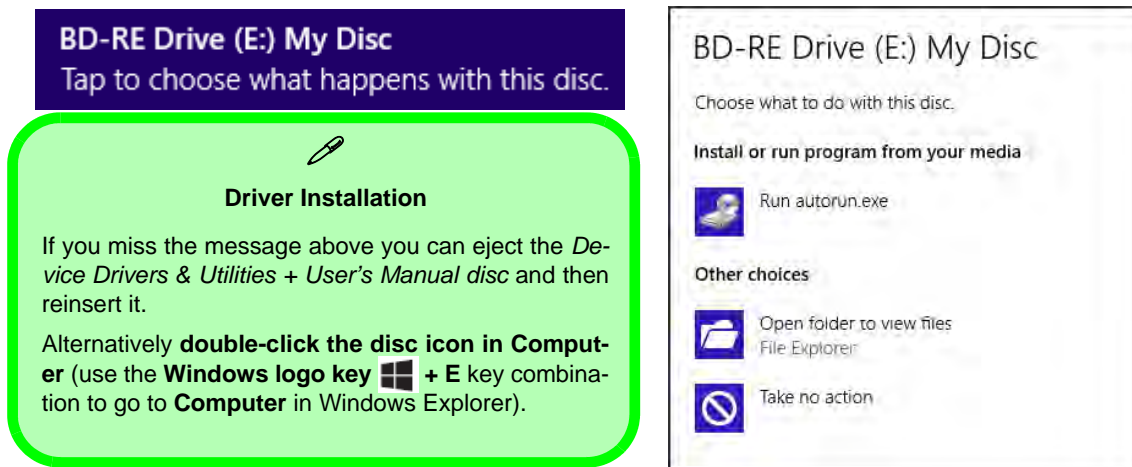 BD-RE Drive (E:) My Disc
Tap to choose what happens with this disc.
Driver Installation
If you miss the message above you can eject the De-
vice Drivers & Utilities + User's Manual disc and then
reinsert it.
Alternatively double-click the disc icon in Comput-
er (use the Windows logo key + E key combina-
tion to go to Computer in Windows Explorer).
BD-RE Drive (E:) My Disc
Choose what to do with this disc.
Install or run program from your media
Run autorun.exe
Other choices
Open folder to view files
File Explorer
Take no action